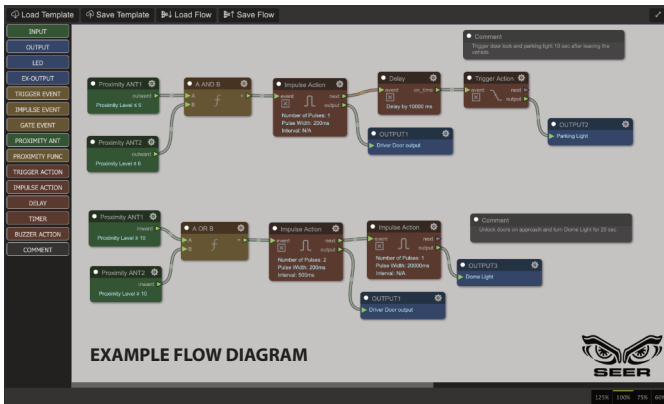 Load Template Save Template Load Flow Save Flow
INPUT
OUTPUT
LED
EX-OUTPUT
TRIGGER EVENT
IMPULSE EVENT
GATE EVENT
PROXIMITY ANT
PROXIMITY FUNC
TRIGGER ACTION
IMPULSE ACTION
DELAY
TIMER
BUZZER ACTION
COMMENT
Comment
Trigger door lock and parking light 10 sec after leaving the
vehicle.
Proximity ANT1
outward
Proximity Level ≤ 6
Proximity ANT2
outward
Proximity Level ≤ 6
A AND B
A
B
Impulse Action
event next
output
Number of Pulses: 1
Pulse Width: 200ms
Interval: N/A
Delay
event on_time
Delay by 10000 ms
Trigger Action
event next
output
OUTPUT1
Driver Door output
OUTPUT2
Parking Light
Proximity ANT1
inward
Proximity Level ≥ 10
Proximity ANT2
inward
Proximity Level ≥ 10
A OR B
A
B
Impulse Action
event next
output
Number of Pulses: 2
Pulse Width: 200ms
Interval: 500ms
Impulse Action
event next
output
Number of Pulses: 1
Pulse Width: 20000ms
Interval: N/A
Comment
Unlock doors on approach and turn Dome Light for 20 sec.
OUTPUT3
Dome Light
OUTPUT1
Driver Door output
EXAMPLE FLOW DIAGRAM
SEER
125% 100% 75%